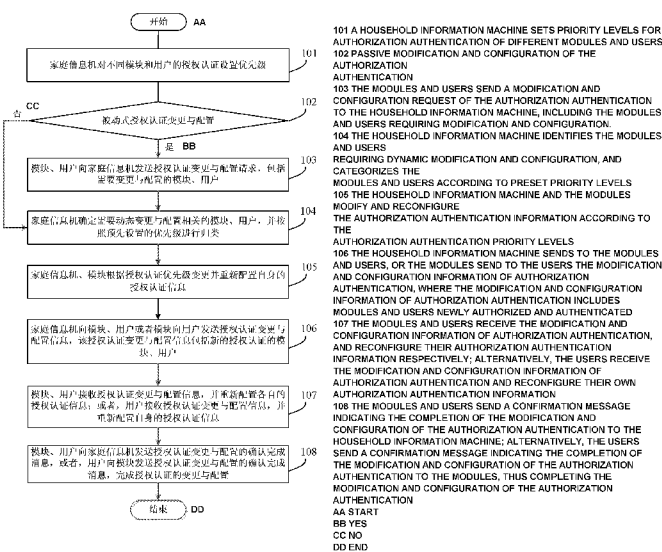 开始
AA
101
家庭信息机对不同模块和用户的授权认证设置优先级
CC
否
102
被动式授权认证变更与配置
是
BB
103
模块、用户向家庭信息机发送授权认证变更与配置请求，包括
需要变更与配置的模块、用户
104
家庭信息机确定需要动态变更与配置相关的模块、用户，并按
照预先设置的优先级进行归类
105
家庭信息机、模块根据授权认证优先级变更并重新配置自身的
授权认证信息
106
家庭信息机向模块、用户或者模块向用户发送授权认证变更与
配置信息，该授权变更与配置信息包括新的授权认证的模
块、用户
107
模块、用户接收授权认证变更与配置信息，并重新配置各自的
授权认证信息；或者，用户接收授权认证变更与配置信息，并
重新配置自身的授权认证信息
108
模块、用户向家庭信息机发送授权认证变更与配置的确认完成
消息，或者，用户向模块发送授权认证变更与配置的确认完成
消息，完成授权认证的变更与配置
结束
DD
101 A HOUSEHOLD INFORMATION MACHINE SETS PRIORITY LEVELS FOR
AUTHORIZATION AUTHENTICATION OF DIFFERENT MODULES AND USERS
102 PASSIVE MODIFICATION AND CONFIGURATION OF THE
AUTHORIZATION
AUTHENTICATION
103 THE MODULES AND USERS SEND A MODIFICATION AND
CONFIGURATION REQUEST OF THE AUTHORIZATION AUTHENTICATION
TO THE HOUSEHOLD INFORMATION MACHINE, INCLUDING THE MODULES
AND USERS REQUIRING MODIFICATION AND CONFIGURATION.
104 THE HOUSEHOLD INFORMATION MACHINE IDENTIFIES THE MODULES
AND USERS
REQUIRING DYNAMIC MODIFICATION AND CONFIGURATION, AND
CATEGORIZES THE
MODULES AND USERS ACCORDING TO PRESET PRIORITY LEVELS
105 THE HOUSEHOLD INFORMATION MACHINE AND THE MODULES
MODIFY AND RECONFIGURE
THE AUTHORIZATION AUTHENTICATION INFORMATION ACCORDING TO
THE
AUTHORIZATION AUTHENTICATION PRIORITY LEVELS
106 THE HOUSEHOLD INFORMATION MACHINE SENDS TO THE MODULES
AND USERS, OR THE MODULES SEND TO THE USERS THE MODIFICATION
AND CONFIGURATION INFORMATION OF AUTHORIZATION
AUTHENTICATION, WHERE THE MODIFICATION AND CONFIGURATION
INFORMATION OF AUTHORIZATION AUTHENTICATION INCLUDES
MODULES AND USERS NEWLY AUTHORIZED AND AUTHENTICATED
107 THE MODULES AND USERS RECEIVE THE MODIFICATION AND
CONFIGURATION INFORMATION OF AUTHORIZATION AUTHENTICATION,
AND RECONFIGURE THEIR AUTHORIZATION AUTHENTICATION
INFORMATION RESPECTIVELY; ALTERNATIVELY, THE USERS RECEIVE
THE MODIFICATION AND CONFIGURATION INFORMATION OF
AUTHORIZATION AUTHENTICATION AND RECONFIGURE THEIR OWN
AUTHORIZATION AUTHENTICATION INFORMATION
108 THE MODULES AND USERS SEND A CONFIRMATION MESSAGE
INDICATING THE COMPLETION OF THE MODIFICATION AND
CONFIGURATION OF THE AUTHORIZATION AUTHENTICATION TO THE
HOUSEHOLD INFORMATION MACHINE; ALTERNATIVELY, THE USERS
SEND A CONFIRMATION MESSAGE INDICATING THE COMPLETION OF
THE MODIFICATION AND CONFIGURATION OF THE AUTHORIZATION
AUTHENTICATION TO THE MODULES, THUS COMPLETING THE
MODIFICATION AND CONFIGURATION OF THE AUTHORIZATION
AUTHENTICATION
AA START
BB YES
CC NO
DD END